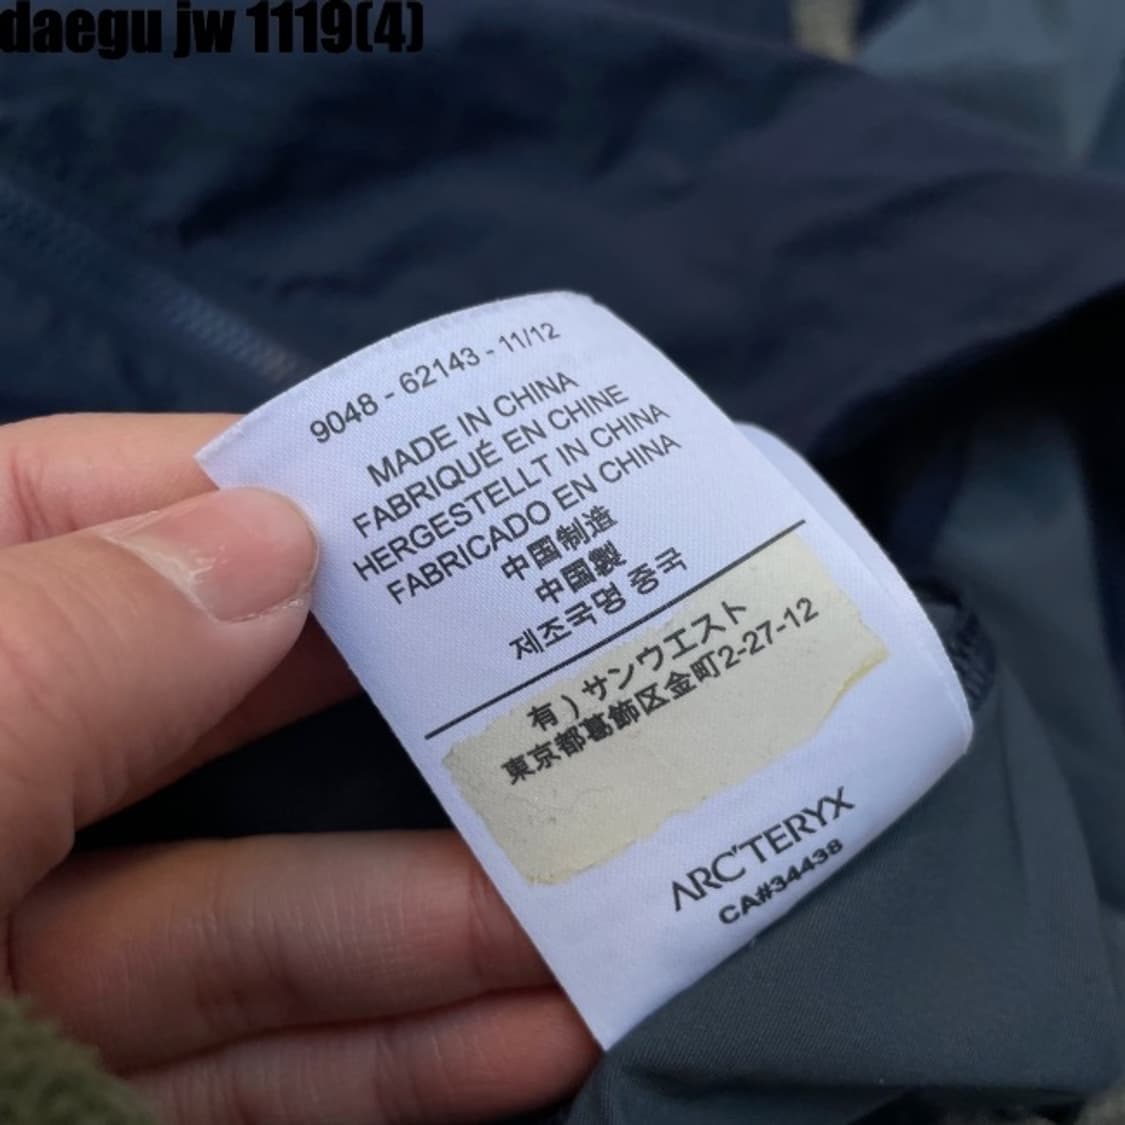 daegu jw 1119(4)
9048 - 62143 - 11/12
MADE IN CHINA
FABRIQUÉ EN CHINE
HERGESTELLT IN CHINA
FABRICADO EN CHINA
中国制造
中国製
제조국명 중국
有）サンウエスト
東京都葛飾区金町2-27-12
ARC'TERYX
CA#34438